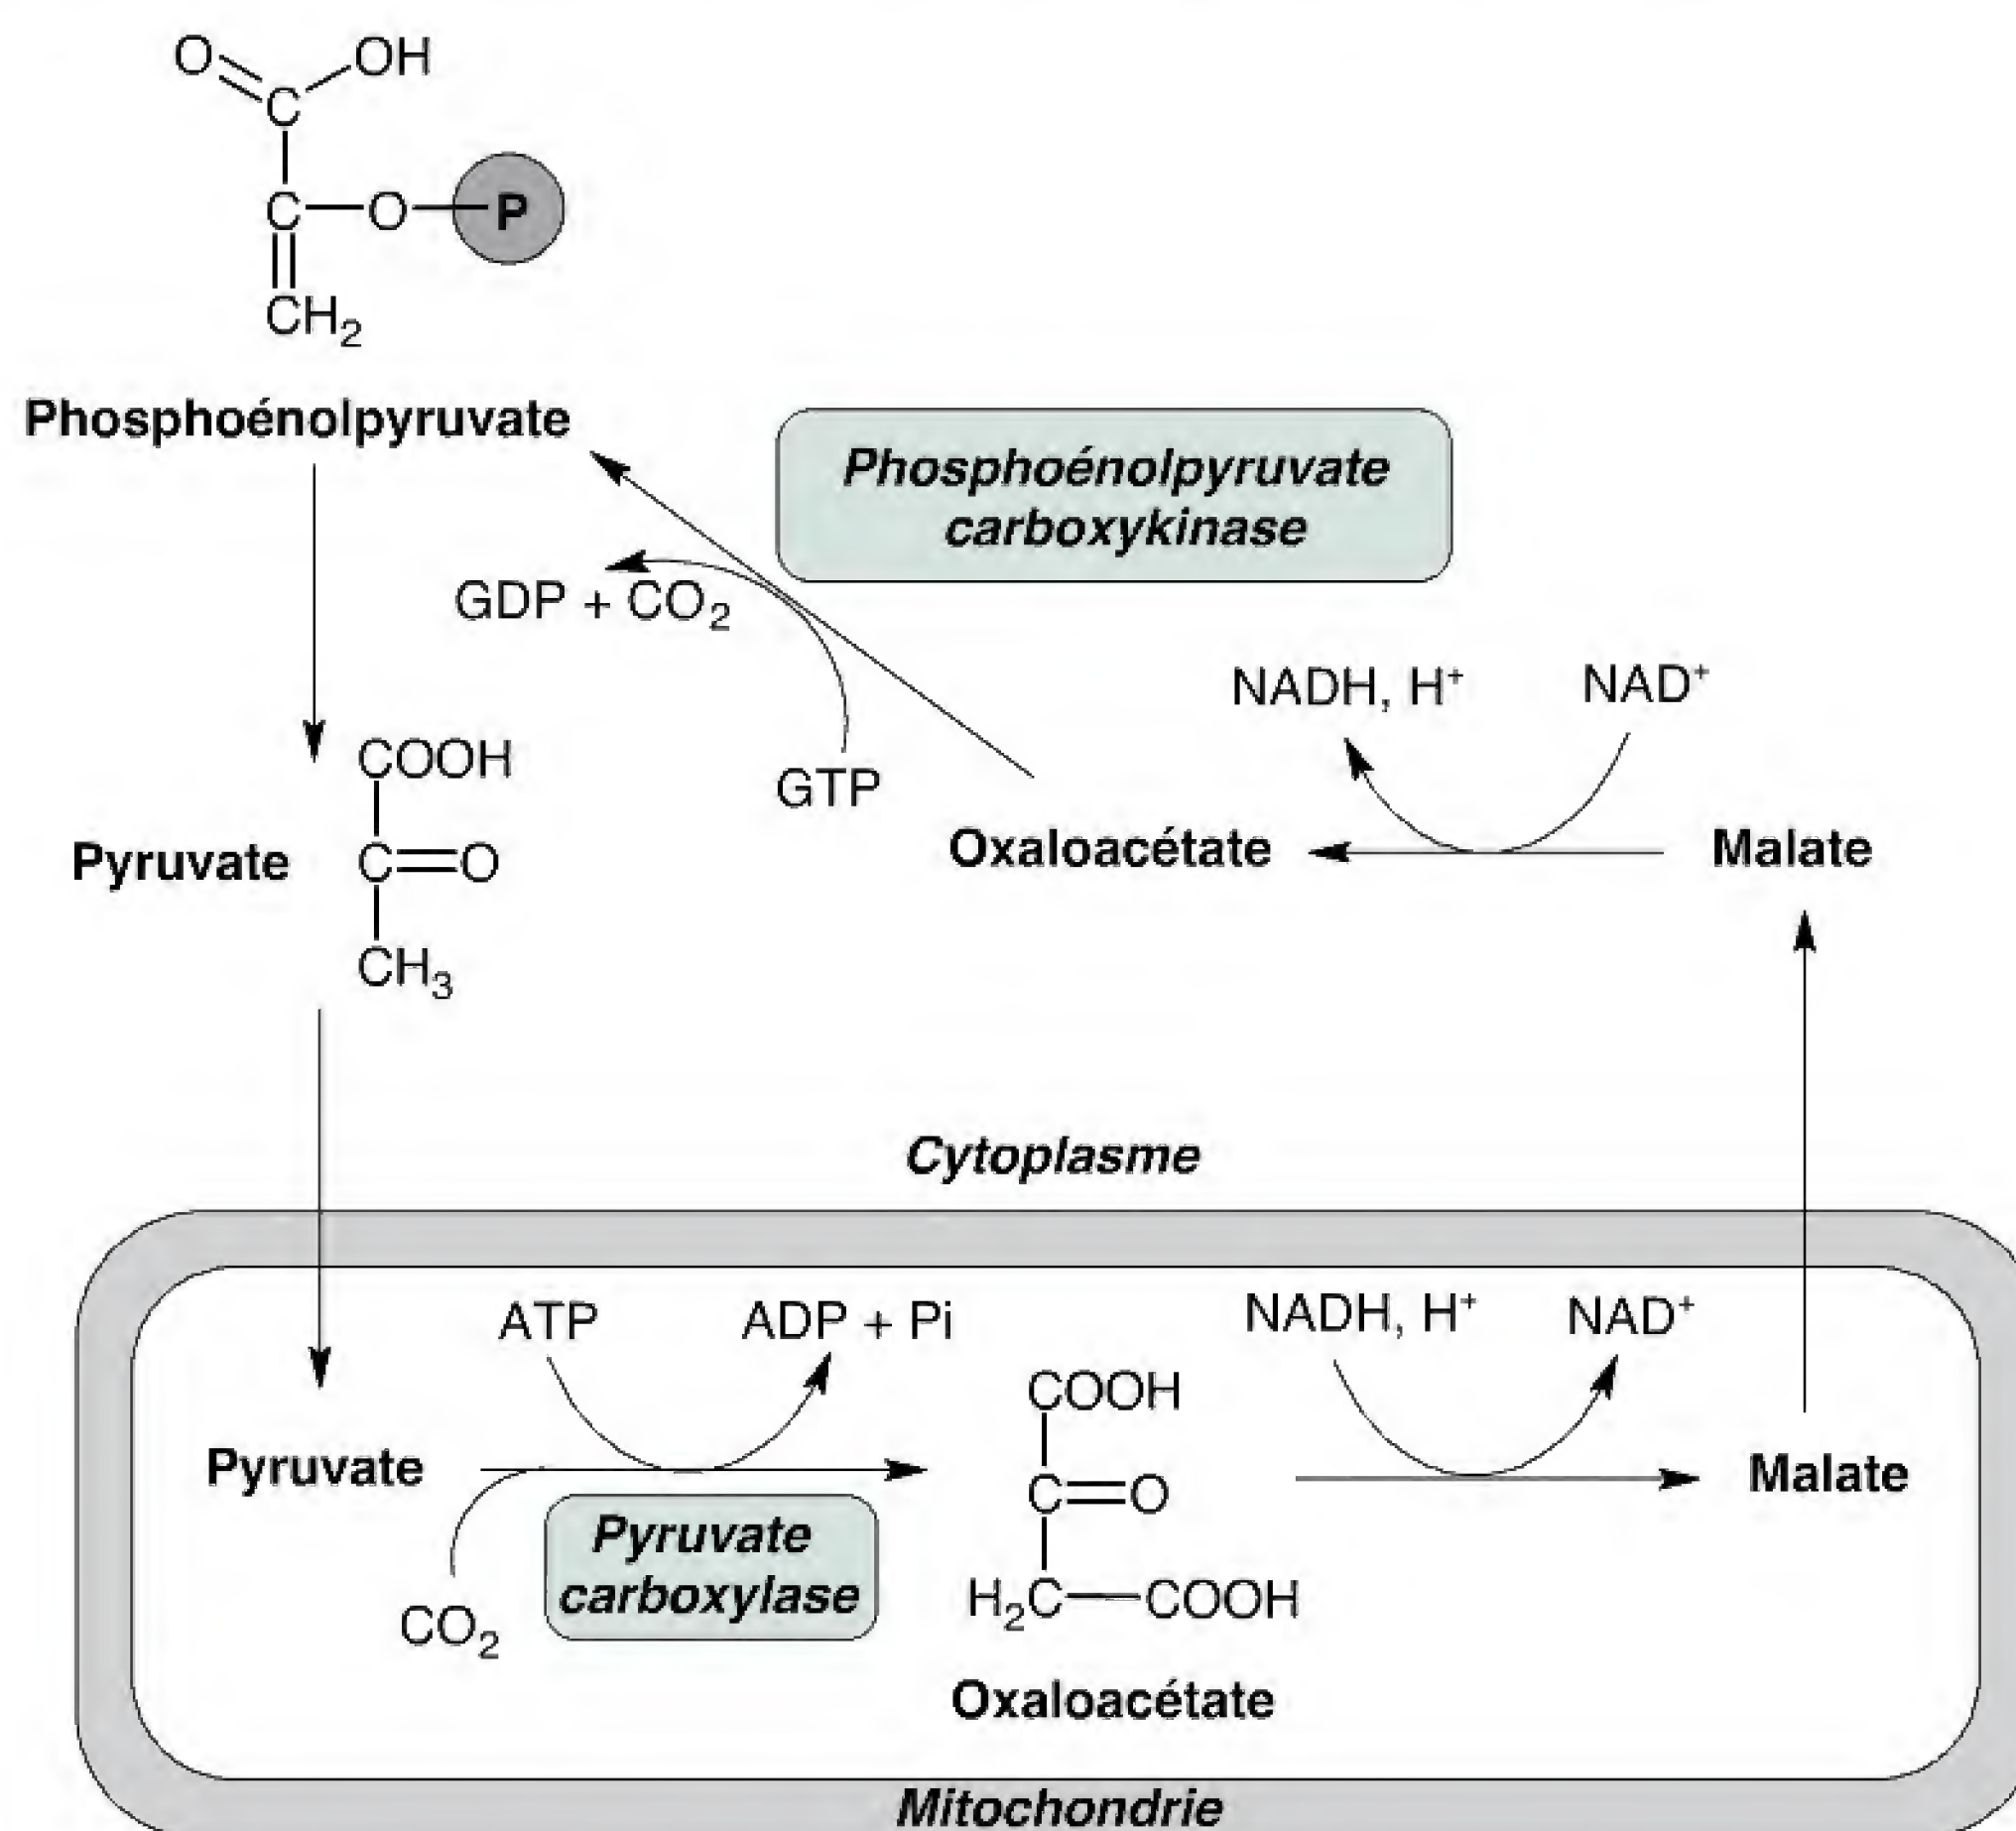 O
OH
C
C—O—P
CH₂
Phosphoénolpyruvate
Phosphoénolpyruvate
carboxykinase
GDP + CO₂
GTP
NADH, H⁺
NAD⁺
COOH
Pyruvate
C=O
CH₃
Oxaloacétate
Malate
Cytoplasme
ATP
ADP + Pi
NADH, H⁺
NAD⁺
Pyruvate
Pyruvate
carboxylase
CO₂
COOH
C=O
H₂C—COOH
Oxaloacétate
Malate
Mitochondrie